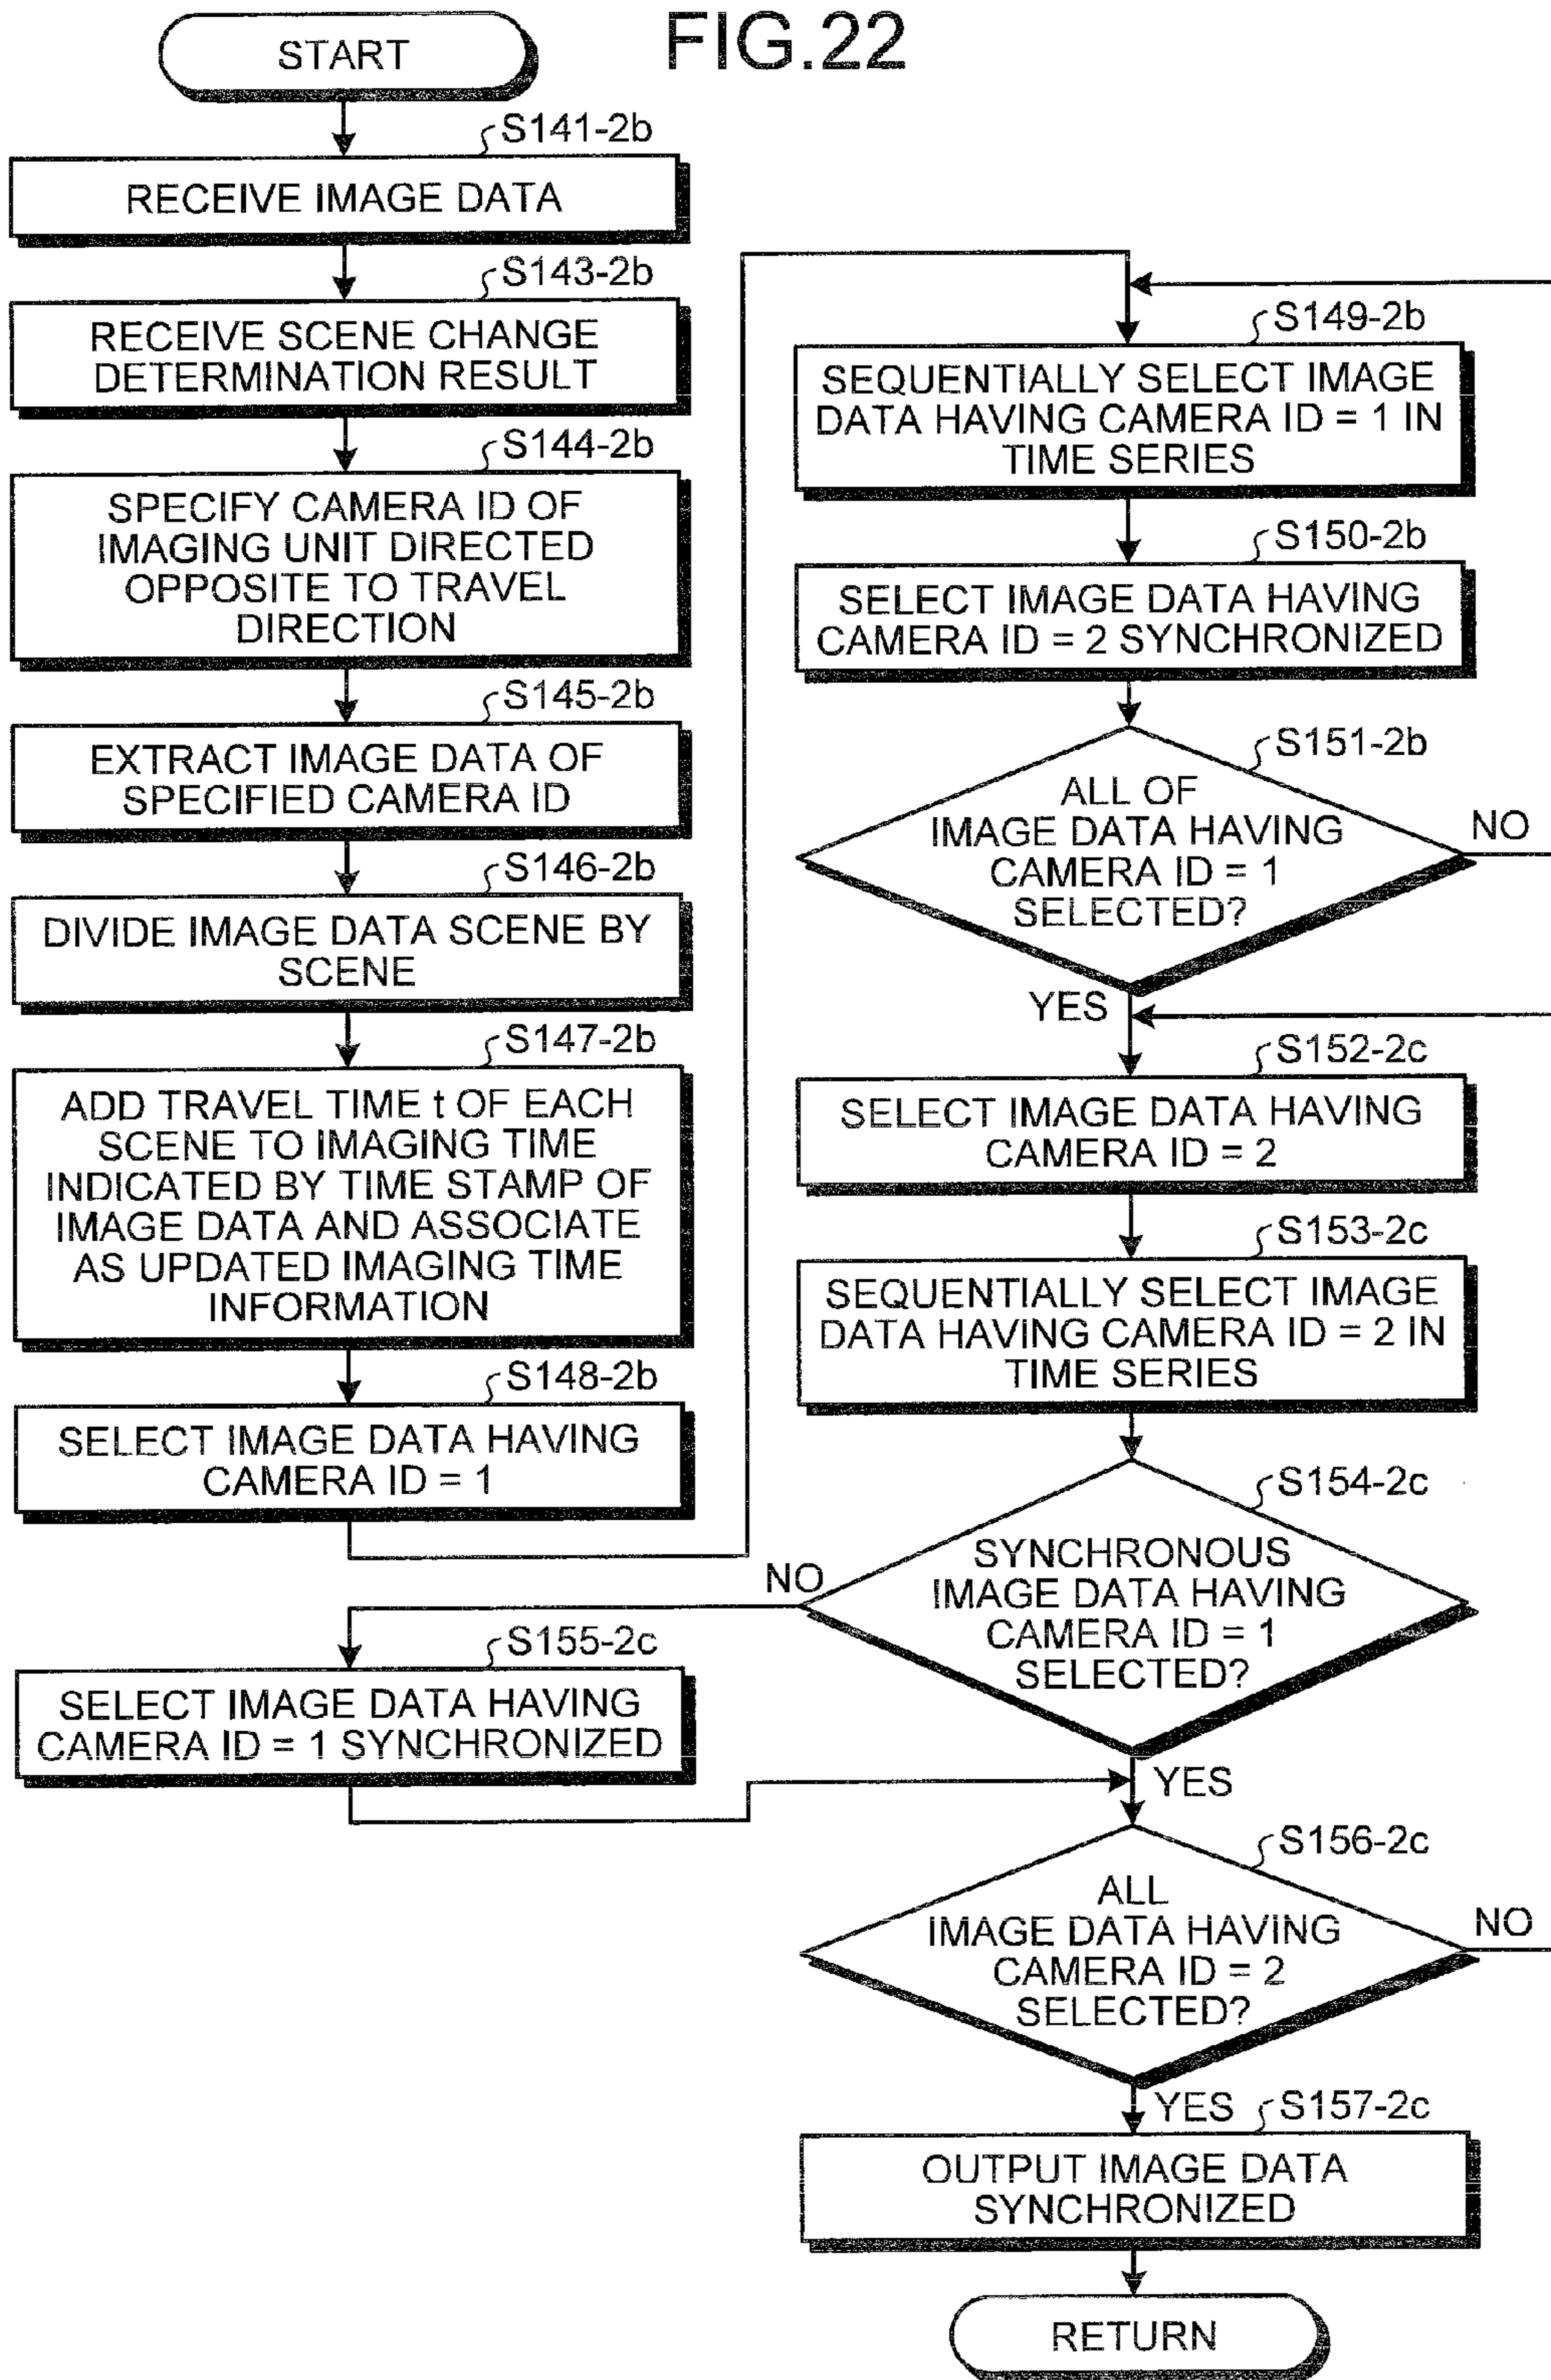 FIG.22
START
S141-2b
RECEIVE IMAGE DATA
S143-2b
RECEIVE SCENE CHANGE
DETERMINATION RESULT
S144-2b
SPECIFY CAMERA ID OF
IMAGING UNIT DIRECTED
OPPOSITE TO TRAVEL
DIRECTION
S145-2b
EXTRACT IMAGE DATA OF
SPECIFIED CAMERA ID
S146-2b
DIVIDE IMAGE DATA SCENE BY
SCENE
S147-2b
ADD TRAVEL TIME t OF EACH
SCENE TO IMAGING TIME
INDICATED BY TIME STAMP OF
IMAGE DATA AND ASSOCIATE
AS UPDATED IMAGING TIME
INFORMATION
S148-2b
SELECT IMAGE DATA HAVING
CAMERA ID = 1
S149-2b
SEQUENTIALLY SELECT IMAGE
DATA HAVING CAMERA ID = 1 IN
TIME SERIES
S150-2b
SELECT IMAGE DATA HAVING
CAMERA ID = 2 SYNCHRONIZED
S151-2b
ALL OF
IMAGE DATA HAVING
CAMERA ID = 1
SELECTED?
NO
YES
S152-2c
SELECT IMAGE DATA HAVING
CAMERA ID = 2
S153-2c
SEQUENTIALLY SELECT IMAGE
DATA HAVING CAMERA ID = 2 IN
TIME SERIES
S154-2c
SYNCHRONOUS
IMAGE DATA HAVING
CAMERA ID = 1
SELECTED?
NO
S155-2c
SELECT IMAGE DATA HAVING
CAMERA ID = 1 SYNCHRONIZED
YES
S156-2c
ALL
IMAGE DATA HAVING
CAMERA ID = 2
SELECTED?
NO
YES
S157-2c
OUTPUT IMAGE DATA
SYNCHRONIZED
RETURN